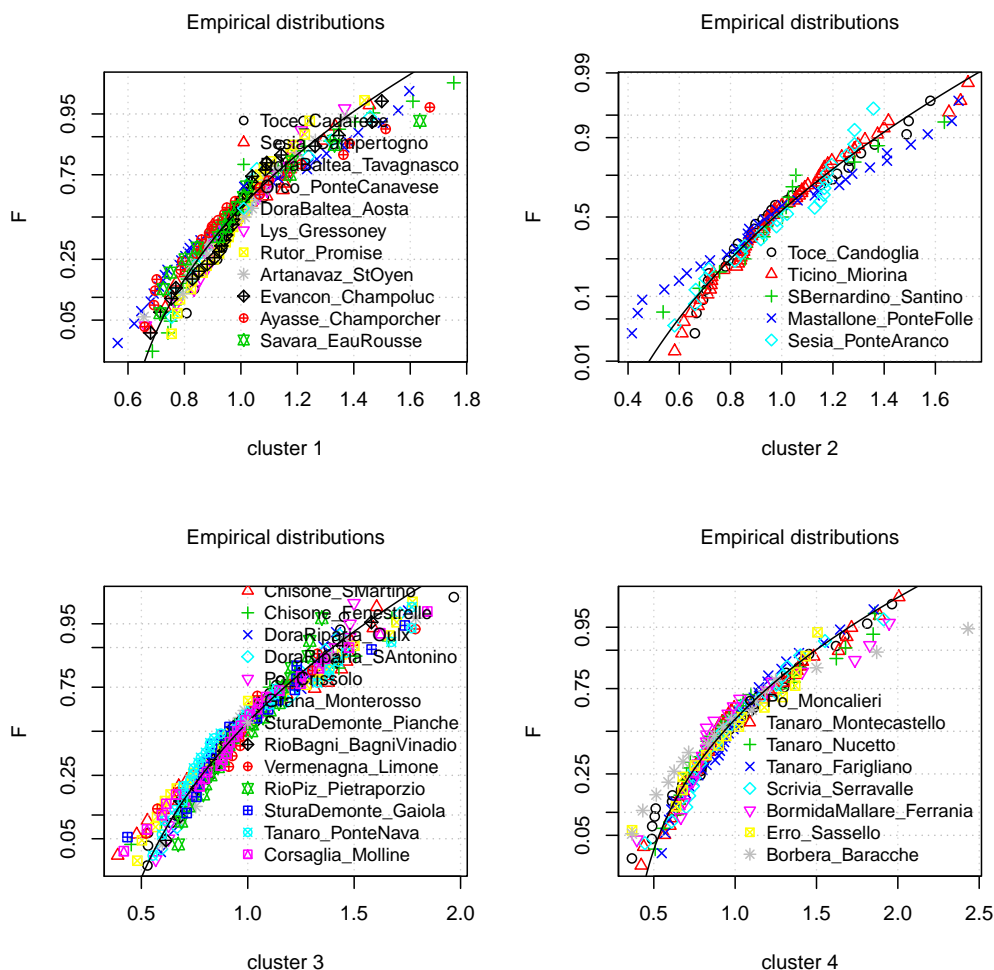 Empirical distributions
F
0.05 0.25 0.75 0.95
Toce_Cadarese
Sesia_Campertogno
DoraBaltea_Tavagnasco
Orco_PonteCanavese
DoraBaltea_Aosta
Lys_Gressoney
Rutor_Promise
Artanavaz_StOyen
Evancon_Champoluc
Ayasse_Champorcher
Savara_EauRousse
0.6 0.8 1.0 1.2 1.4 1.6 1.8
cluster 1
Empirical distributions
F
0.01 0.1 0.5 0.9 0.99
Toce_Candoglia
Ticino_Miorina
SBernardino_Santino
Mastallone_PonteFolle
Sesia_PonteAranco
0.4 0.6 0.8 1.0 1.2 1.4 1.6
cluster 2
Empirical distributions
F
0.05 0.25 0.75 0.95
Chisone_SMartino
Chisone_Fenestrelle
DoraRiparia_Oulx
DoraRiparia_SAntonino
Po_Crissolo
Grana_Monterosso
SturaDemonte_Pianche
RioBagni_BagniVinadio
Vermenagna_Limone
RioPiz_Pietraporzio
SturaDemonte_Gaiola
Tanaro_PonteNava
Corsaglia_Molline
0.5 1.0 1.5 2.0
cluster 3
Empirical distributions
F
0.05 0.25 0.75 0.95
Po_Moncalieri
Tanaro_Montecastello
Tanaro_Nucetto
Tanaro_Farigliano
Scrivia_Serravalle
BormidaMallare_Ferrania
Erro_Sassello
Borbera_Baracche
0.5 1.0 1.5 2.0 2.5
cluster 4